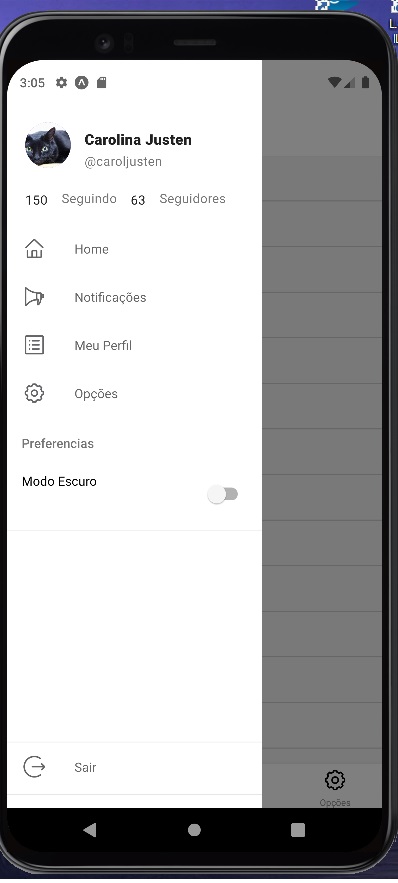 3:05
Carolina Justen
@caroljusten
150 Seguindo 63 Seguidores
Home
Notificações
Meu Perfil
Opções
Preferencias
Modo Escuro
Sair
Opções